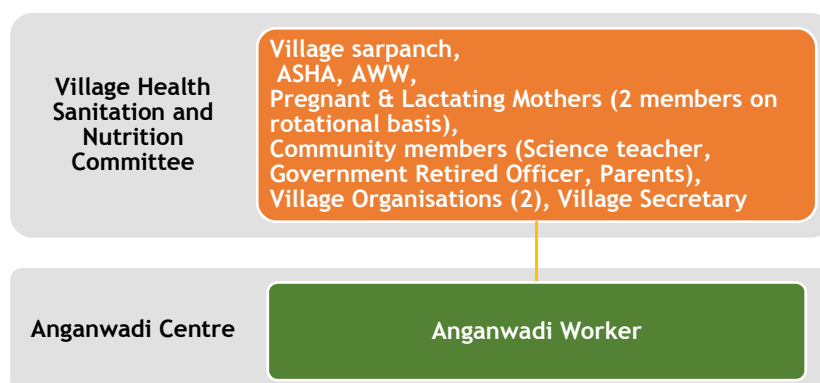 Village Health
Sanitation and
Nutrition
Committee
Village sarpanch,
ASHA, AWW,
Pregnant & Lactating Mothers (2 members on
rotational basis),
Community members (Science teacher,
Government Retired Officer, Parents),
Village Organisations (2), Village Secretary
Anganwadi Centre
Anganwadi Worker